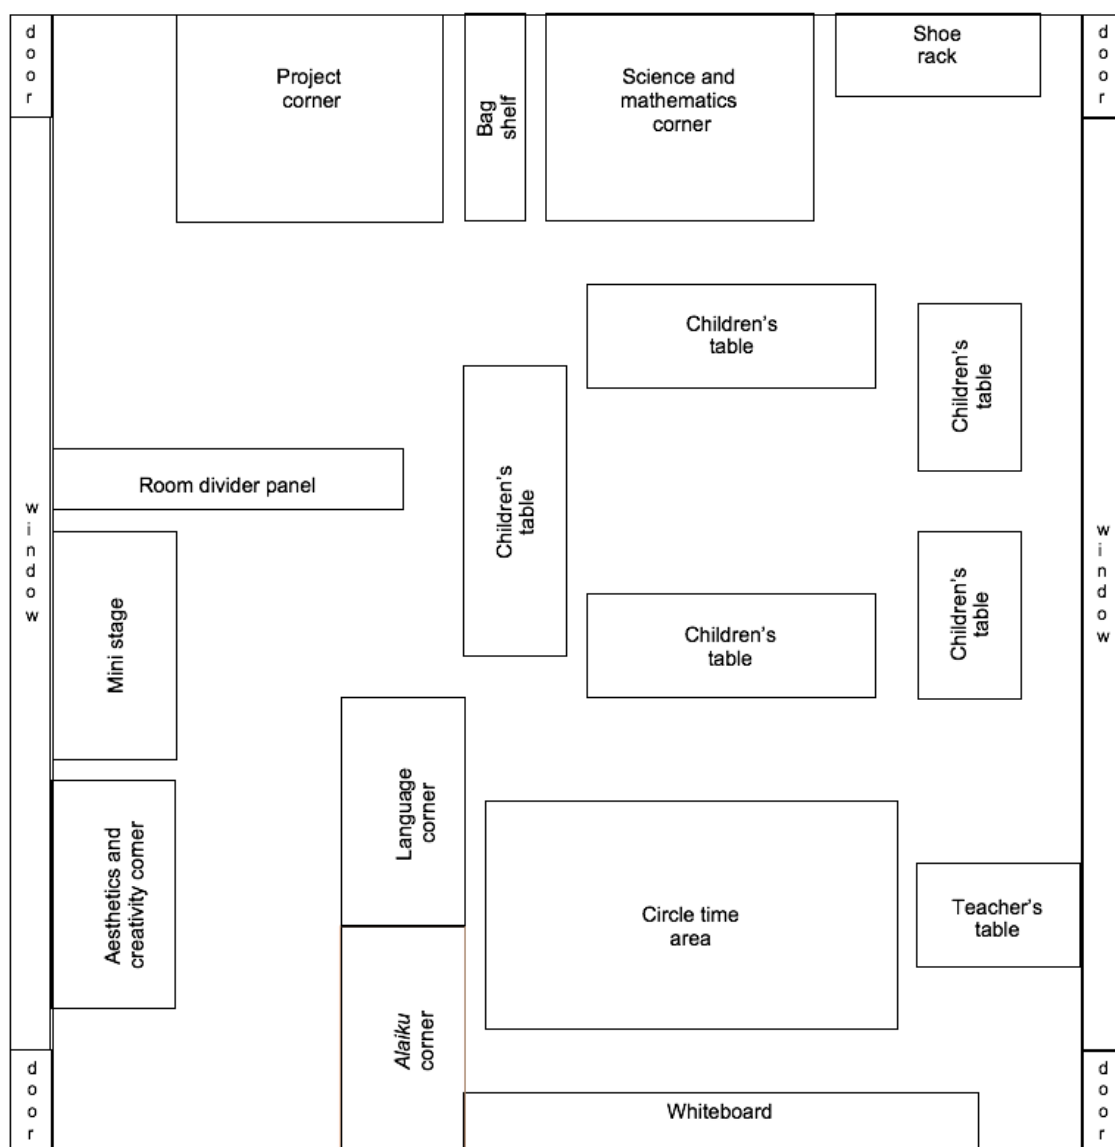 door
Project
corner
Bag
shelf
Science and
mathematics
corner
Shoe
rack
door
Children's
table
Children's
table
Children's
table
Room divider panel
window
window
Mini stage
Children's
table
Children's
table
Language
corner
Aesthetics and
creativity corner
Circle time
area
Teacher's
table
Alaiku
corner
door
Whiteboard
door